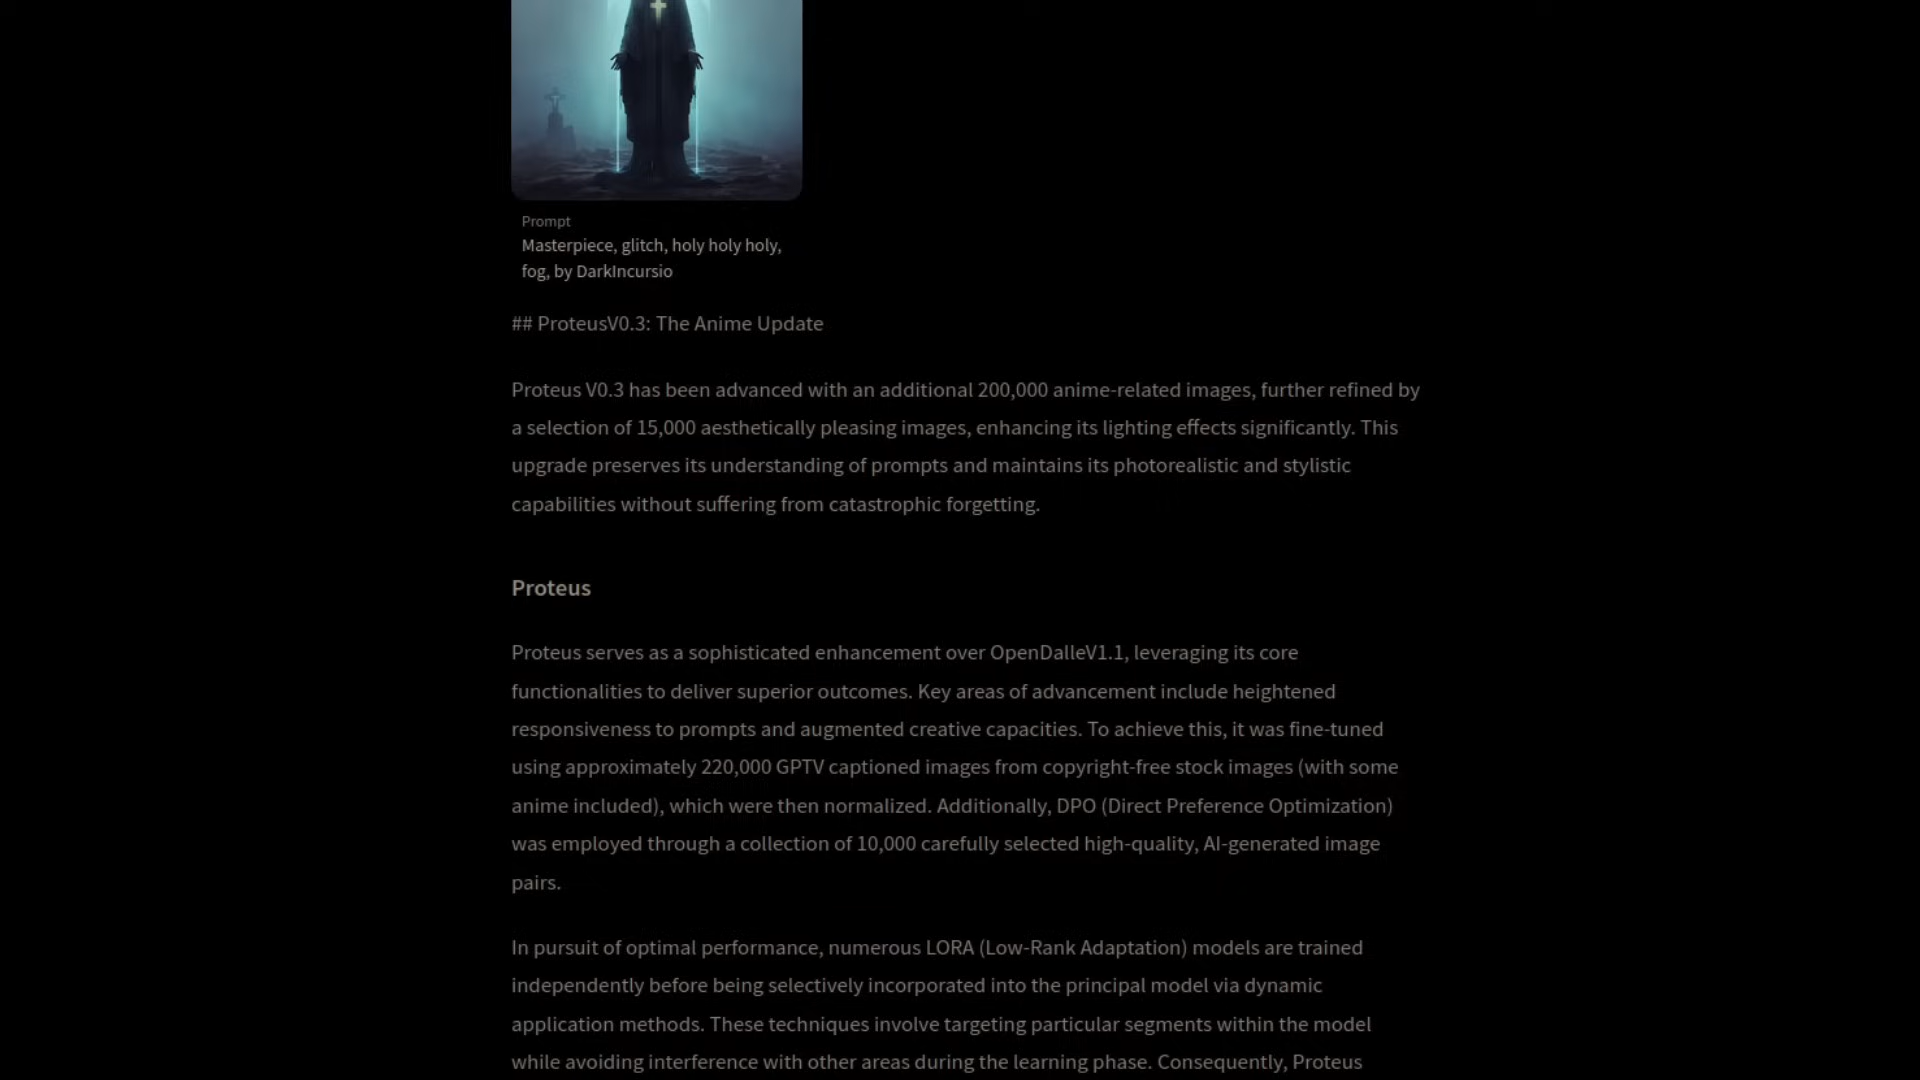 Prompt
Masterpiece, glitch, holy holy holy,
fog, by DarkIncursio
## ProteusV0.3: The Anime Update
Proteus V0.3 has been advanced with an additional 200,000 anime-related images, further refined by
a selection of 15,000 aesthetically pleasing images, enhancing its lighting effects significantly. This
upgrade preserves its understanding of prompts and maintains its photorealistic and stylistic
capabilities without suffering from catastrophic forgetting.
Proteus
Proteus serves as a sophisticated enhancement over OpenDalleV1.1, leveraging its core
functionalities to deliver superior outcomes. Key areas of advancement include heightened
responsiveness to prompts and augmented creative capacities. To achieve this, it was fine-tuned
using approximately 220,000 GPTV captioned images from copyright-free stock images (with some
anime included), which were then normalized. Additionally, DPO (Direct Preference Optimization)
was employed through a collection of 10,000 carefully selected high-quality, AI-generated image
pairs.
In pursuit of optimal performance, numerous LORA (Low-Rank Adaptation) models are trained
independently before being selectively incorporated into the principal model via dynamic
application methods. These techniques involve targeting particular segments within the model
while avoiding interference with other areas during the learning phase. Consequently, Proteus